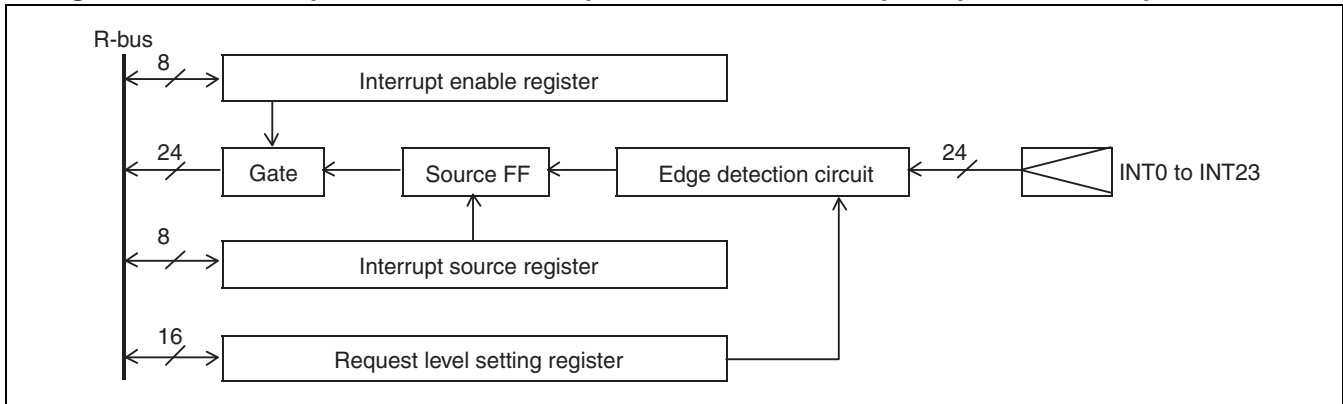 R-bus
8
Interrupt enable register
24
Gate
Source FF
Edge detection circuit
24
INT0 to INT23
8
Interrupt source register
16
Request level setting register